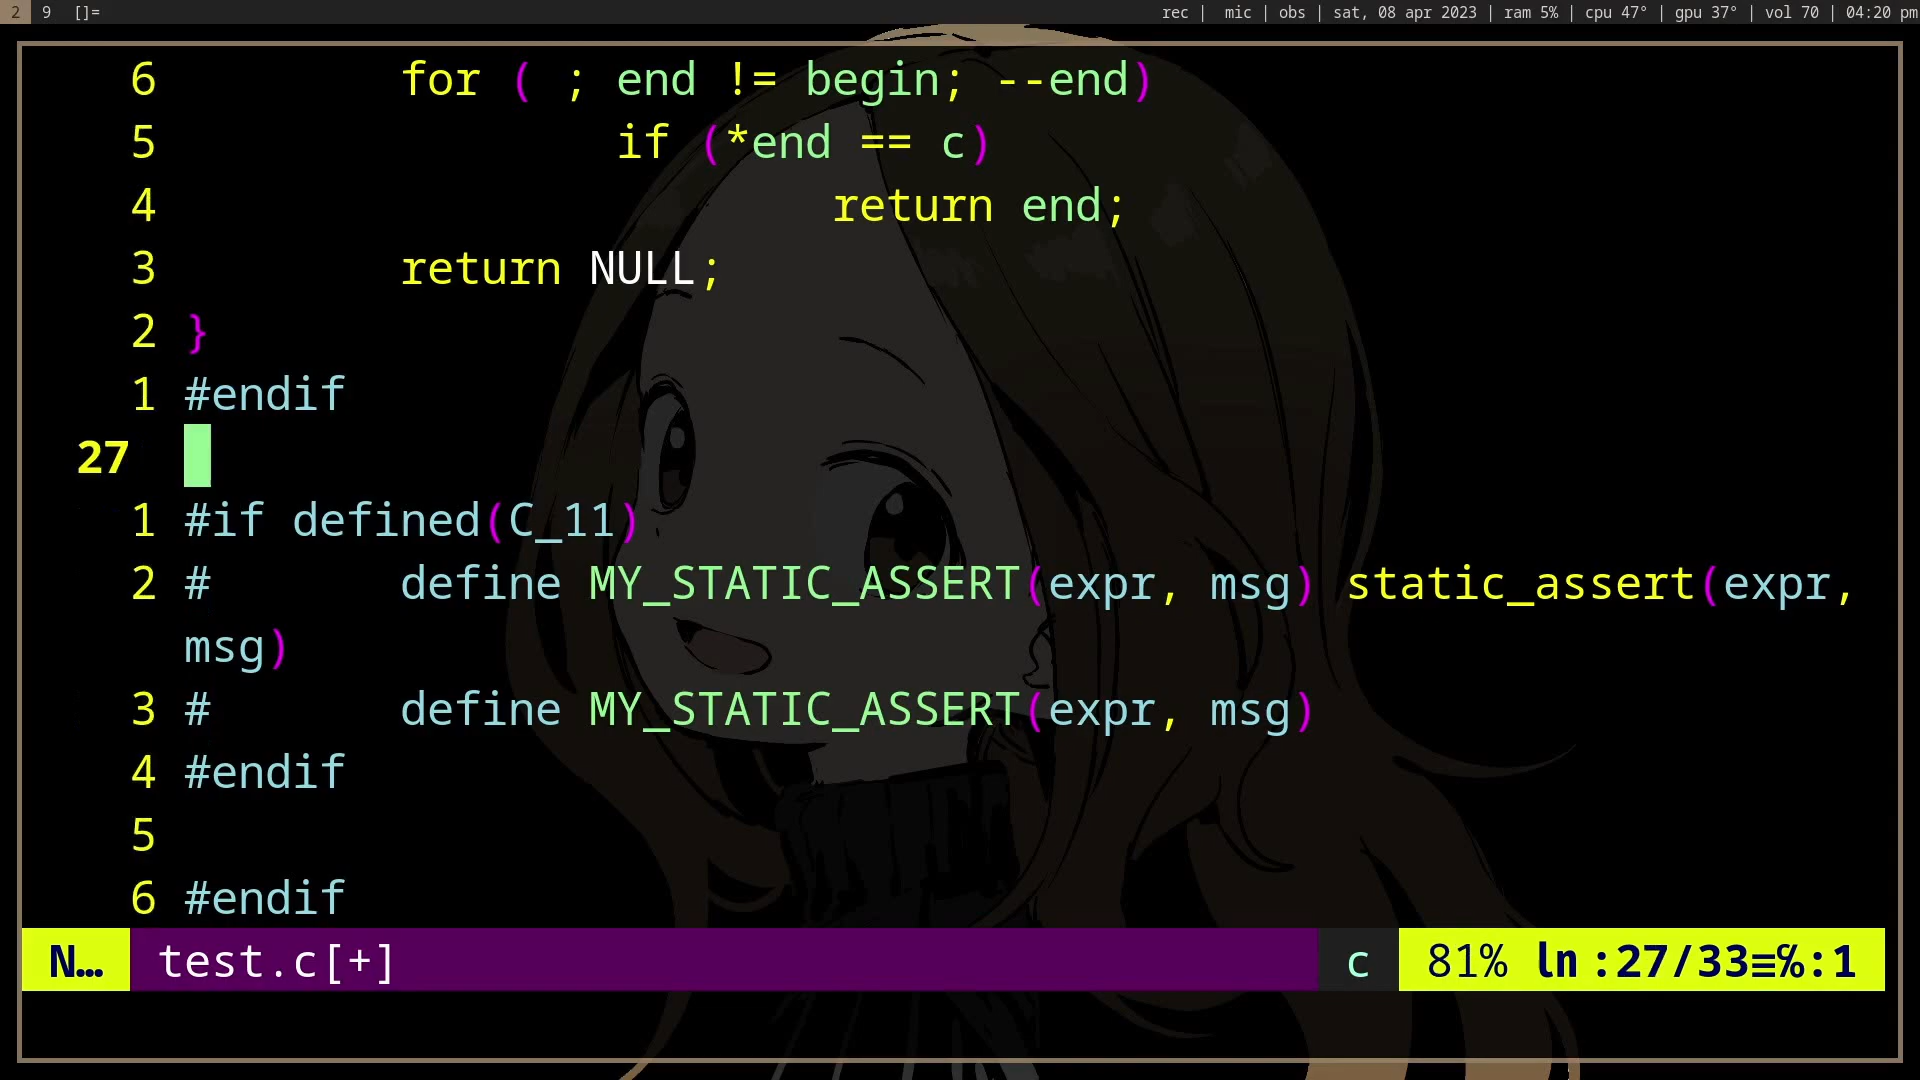 2 9 []= rec | mic | obs | sat, 08 apr 2023 | ram 5% | cpu 47° | gpu 37° | vol 70 | 04:20 pm
6 for ( ; end != begin; --end)
5 if (*end == c)
4 return end;
3 return NULL;
2 }
1 #endif
27
1 #if defined(C_11)
2 # define MY_STATIC_ASSERT(expr, msg) static_assert(expr,
msg)
3 # define MY_STATIC_ASSERT(expr, msg)
4 #endif
5
6 #endif
N… test.c[+] c 81% ln :27/33≡℅:1